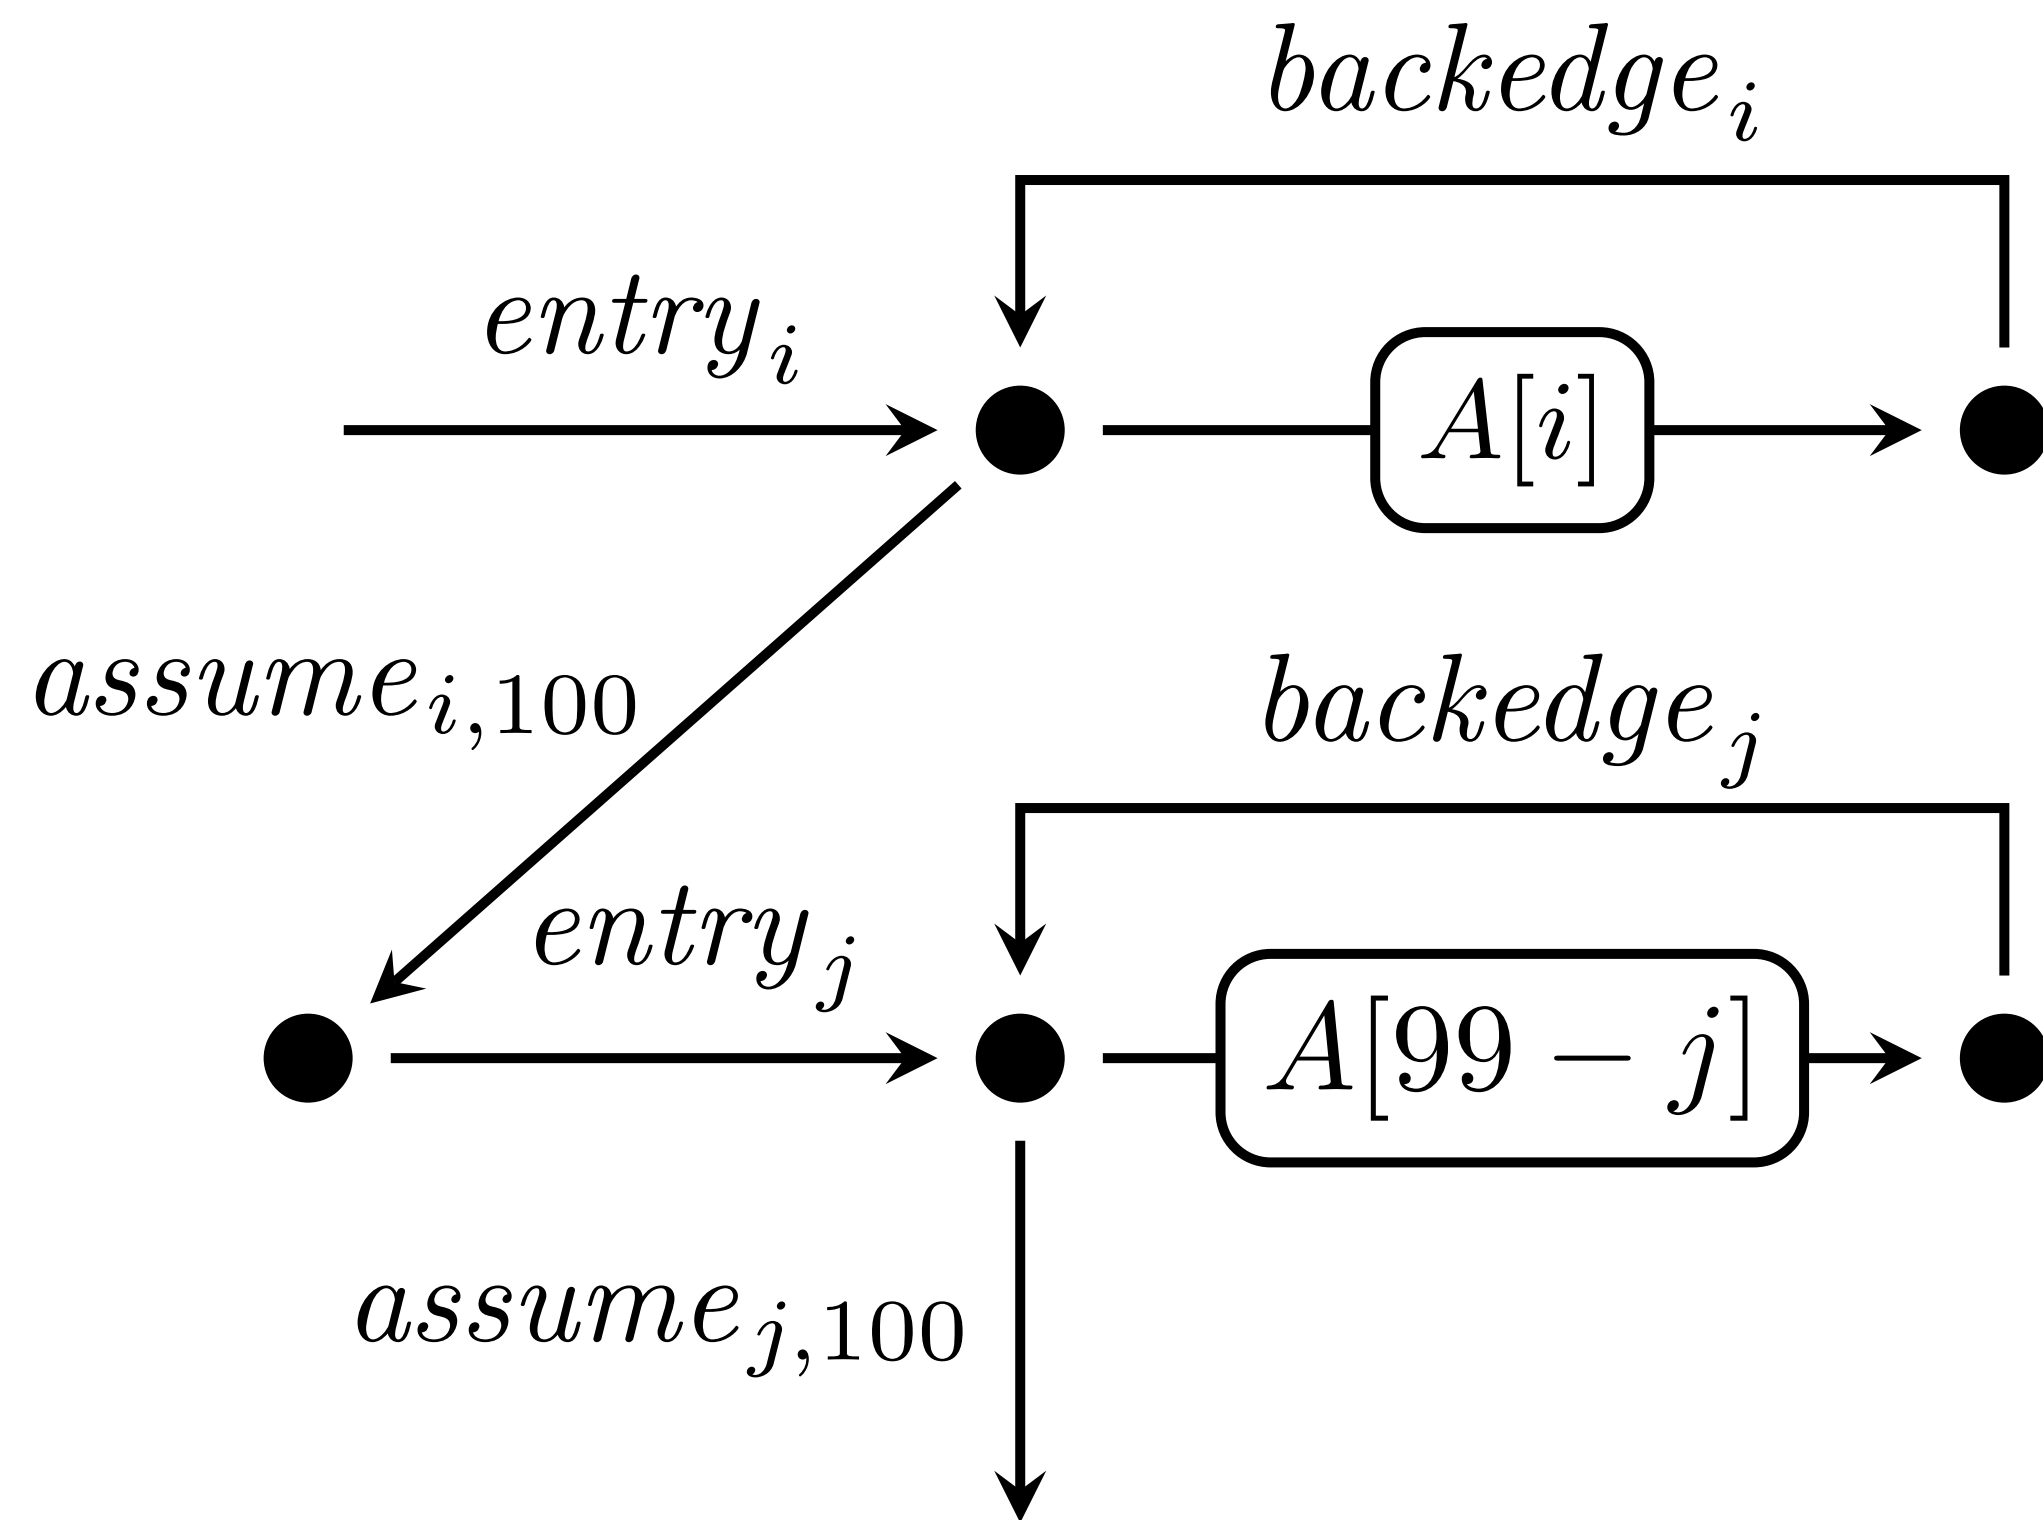 backedge_i
entry_i
A[i]
assume_{i,100}
backedge_j
entry_j
A[99 − j]
assume_{j,100}